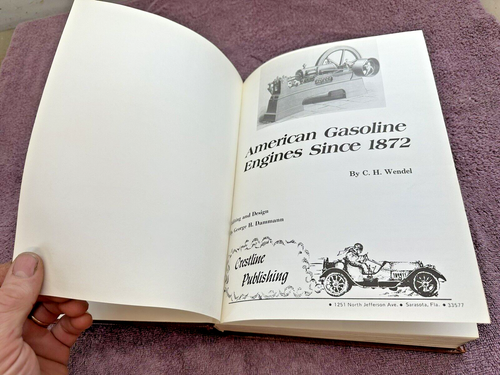 American Gasoline
Engines Since 1872
By C. H. Wendel
and Design
George H. Dammann
Crestline
Publishing
• 1251 North Jefferson Ave. • Sarasota, Fla. • 33577